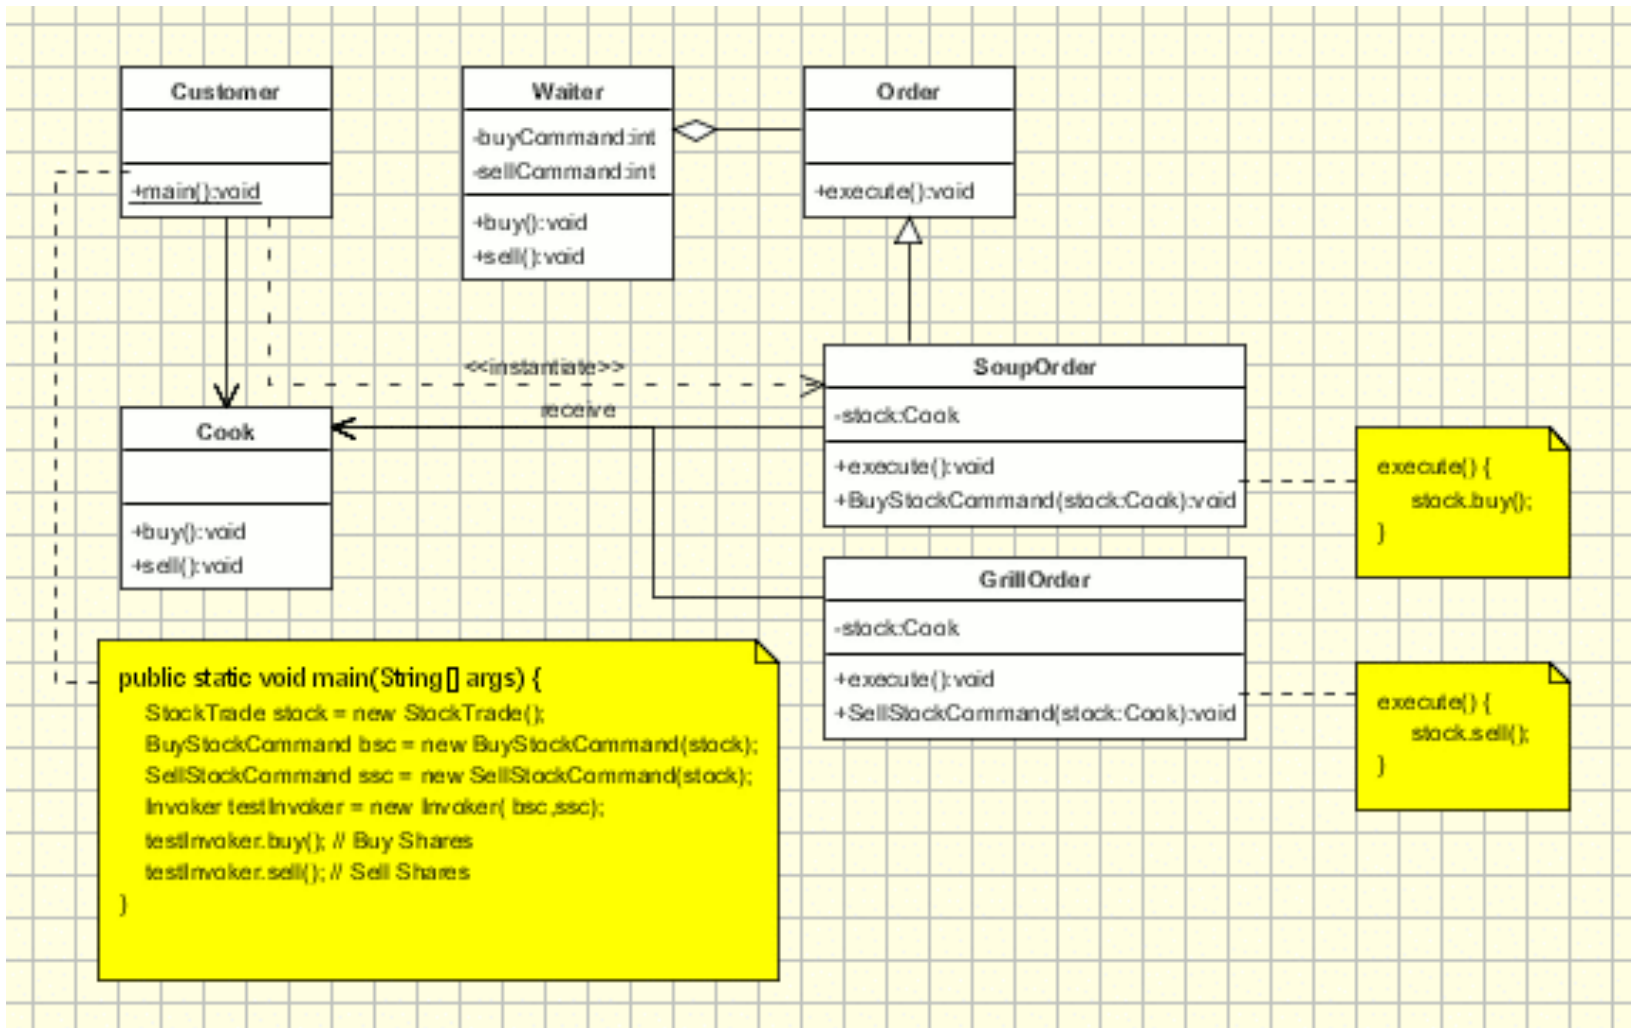 Customer
+main():void
Waiter
-buyCommand:int
-sellCommand:int
+buy():void
+sell():void
Order
+execute():void
<<instantiate>>
receive
Cook
+buy():void
+sell():void
SoupOrder
-stock:Cook
+execute():void
+BuyStockCommand(stock:Cook):void
execute() {
stock.buy();
}
GrillOrder
-stock:Cook
+execute():void
+SellStockCommand(stock:Cook):void
execute() {
stock.sell();
}
public static void main(String[] args) {
StockTrade stock = new StockTrade();
BuyStockCommand bsc = new BuyStockCommand(stock);
SellStockCommand ssc = new SellStockCommand(stock);
Invoker testInvoker = new Invoker( bsc,ssc);
testInvoker.buy(); // Buy Shares
testInvoker.sell(); // Sell Shares
}